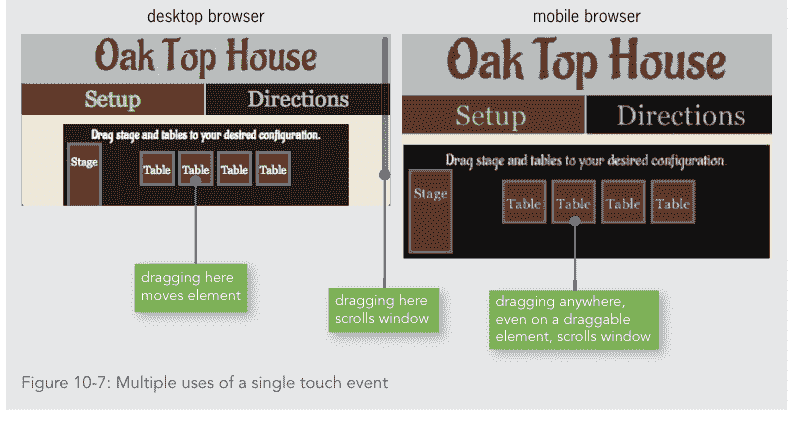 desktop browser
mobile browser
Oak Top House
Setup
Directions
Drag stage and tables to your desired configuration.
Stage
Table
Table
Table
Table
Oak Top House
Setup
Directions
Drag stage and tables to your desired configuration.
Stage
Table
Table
Table
Table
dragging here
moves element
dragging here
scrolls window
dragging anywhere,
even on a draggable
element, scrolls window
Figure 10-7: Multiple uses of a single touch event